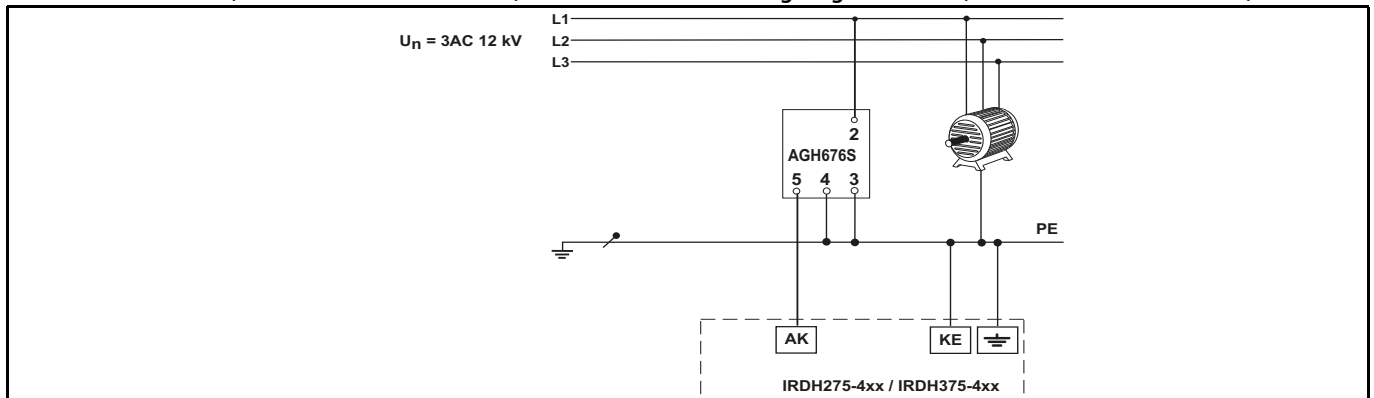 L1
Un = 3AC 12 kV L2
L3
2
AGH676S
5 4 3
PE
AK KE
IRDH275-4xx / IRDH375-4xx